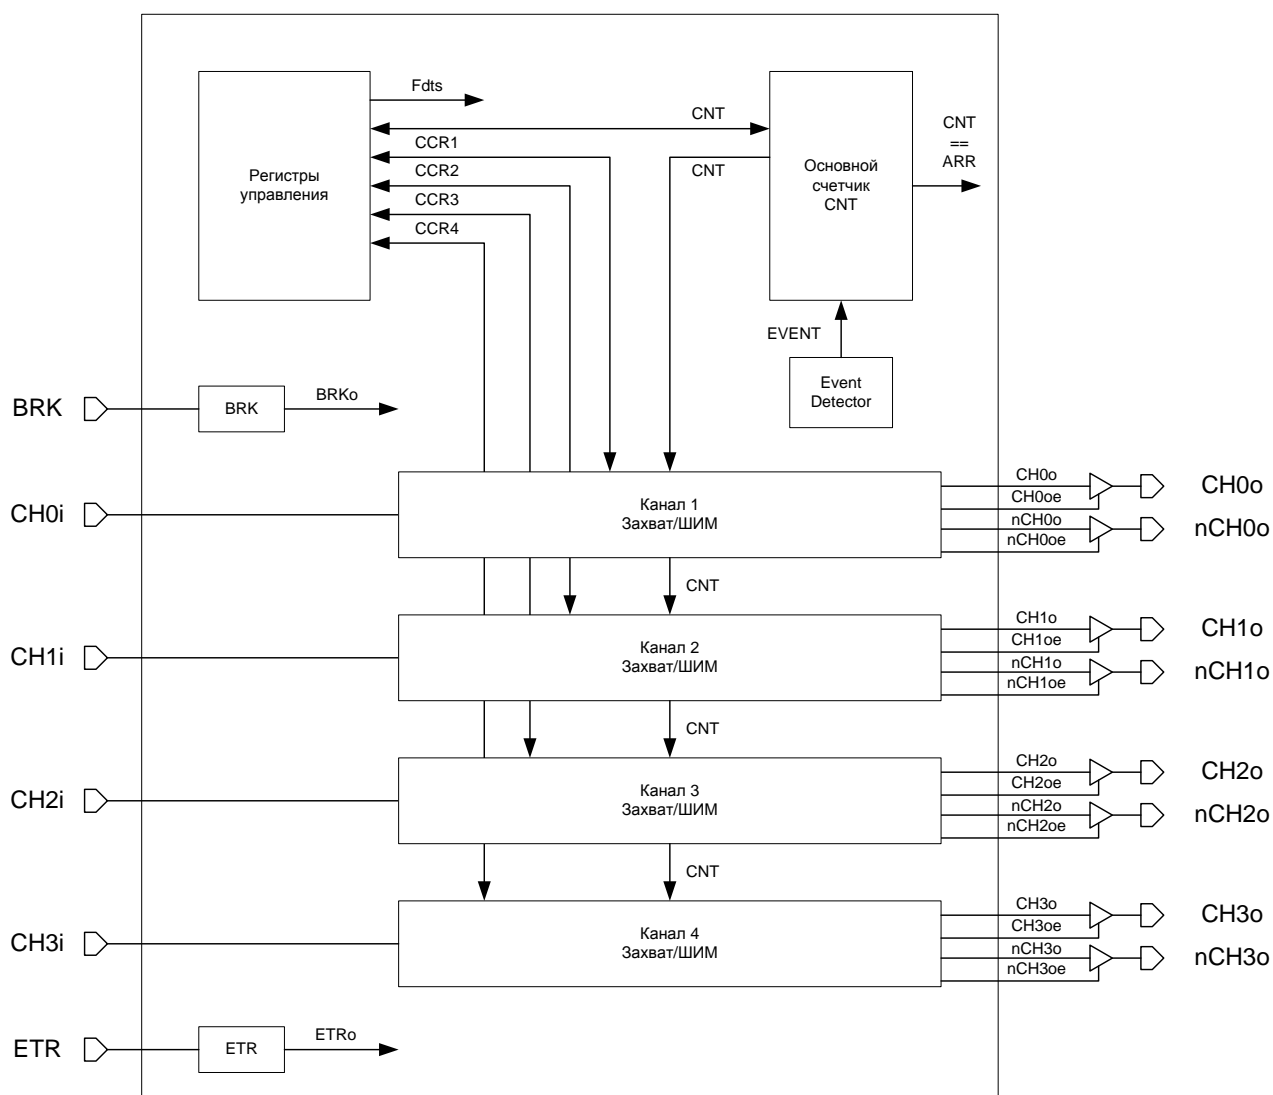 Fdts
CNT
CCR1
CCR2
CCR3
CCR4
CNT
Регистры
управления
Основной
счетчик
CNT
CNT
==
ARR
EVENT
Event
Detector
BRK
BRK
BRKo
CH0i
Канал 1
Захват/ШИМ
CH0o
CH0oe
nCH0o
nCH0oe
CH0o
nCH0o
CNT
CH1i
Канал 2
Захват/ШИМ
CH1o
CH1oe
nCH1o
nCH1oe
CH1o
nCH1o
CNT
CH2i
Канал 3
Захват/ШИМ
CH2o
CH2oe
nCH2o
nCH2oe
CH2o
nCH2o
CNT
CH3i
Канал 4
Захват/ШИМ
CH3o
CH3oe
nCH3o
nCH3oe
CH3o
nCH3o
ETR
ETR
ETRo